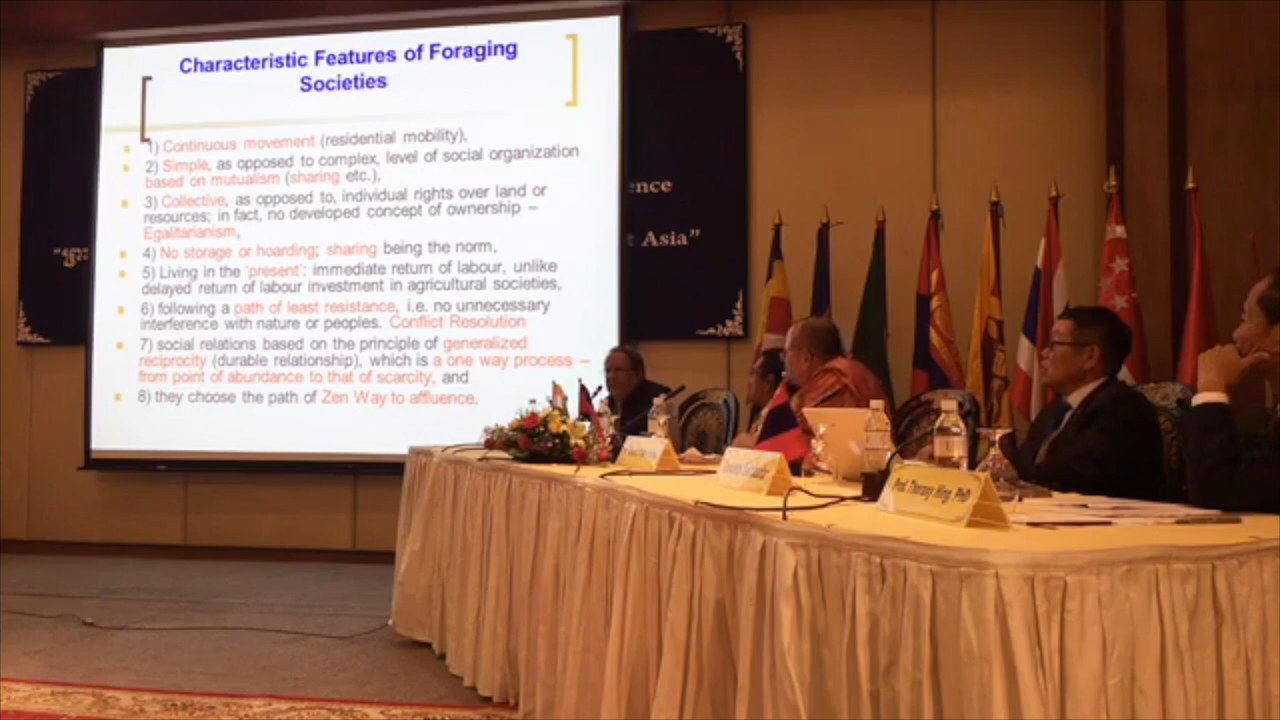 Characteristic Features of Foraging
Societies
1) Continuous movement (residential mobility),
2) Simple, as opposed to complex, level of social organization
based on mutualism (sharing etc.),
3) Collective, as opposed to, individual rights over land or
resources; in fact, no developed concept of ownership –
Egalitarianism,
4) No storage or hoarding; sharing being the norm,
5) Living in the 'present': immediate return of labour, unlike
delayed return of labour investment in agricultural societies,
6) following a path of least resistance, i.e. no unnecessary
interference with nature or peoples. Conflict Resolution
7) social relations based on the principle of generalized
reciprocity (durable relationship), which is a one way process –
from point of abundance to that of scarcity, and
8) they choose the path of Zen Way to affluence.
ence
t Asia”
Prof. Thorany Hing, PhD